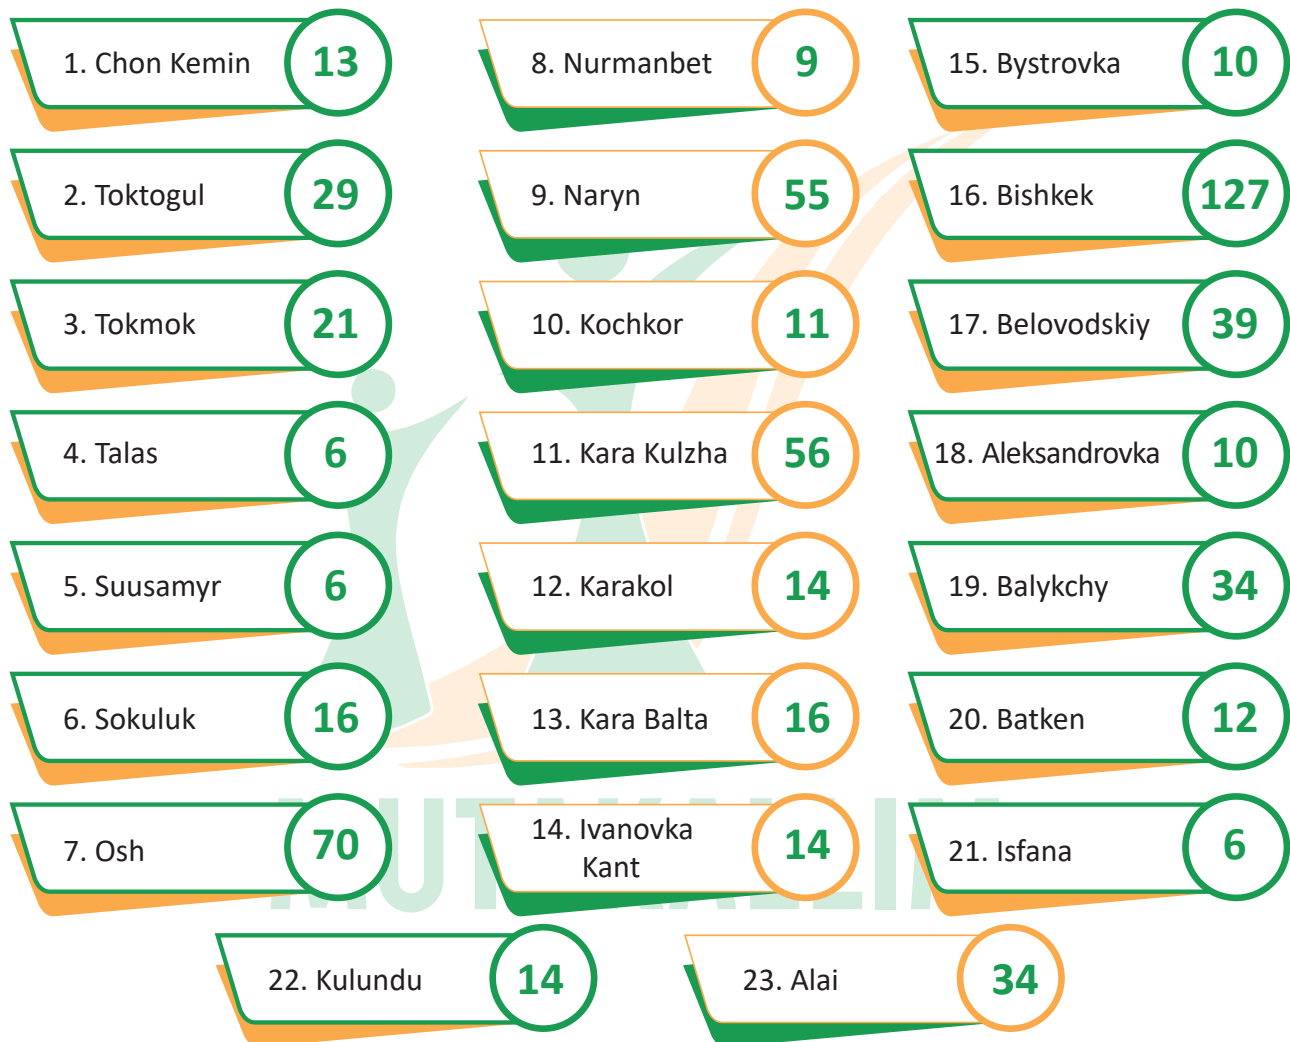 1. Chon Kemin 13
2. Toktogul 29
3. Tokmok 21
4. Talas 6
5. Suusamyr 6
6. Sokuluk 16
7. Osh 70
8. Nurmanbet 9
9. Naryn 55
10. Kochkor 11
11. Kara Kulzha 56
12. Karakol 14
13. Kara Balta 16
14. Ivanovka
Kant 14
15. Bystrovka 10
16. Bishkek 127
17. Belovodskiy 39
18. Aleksandrovka 10
19. Balykchy 34
20. Batken 12
21. Isfana 6
22. Kulundu 14
23. Alai 34
MUTAKALLIM